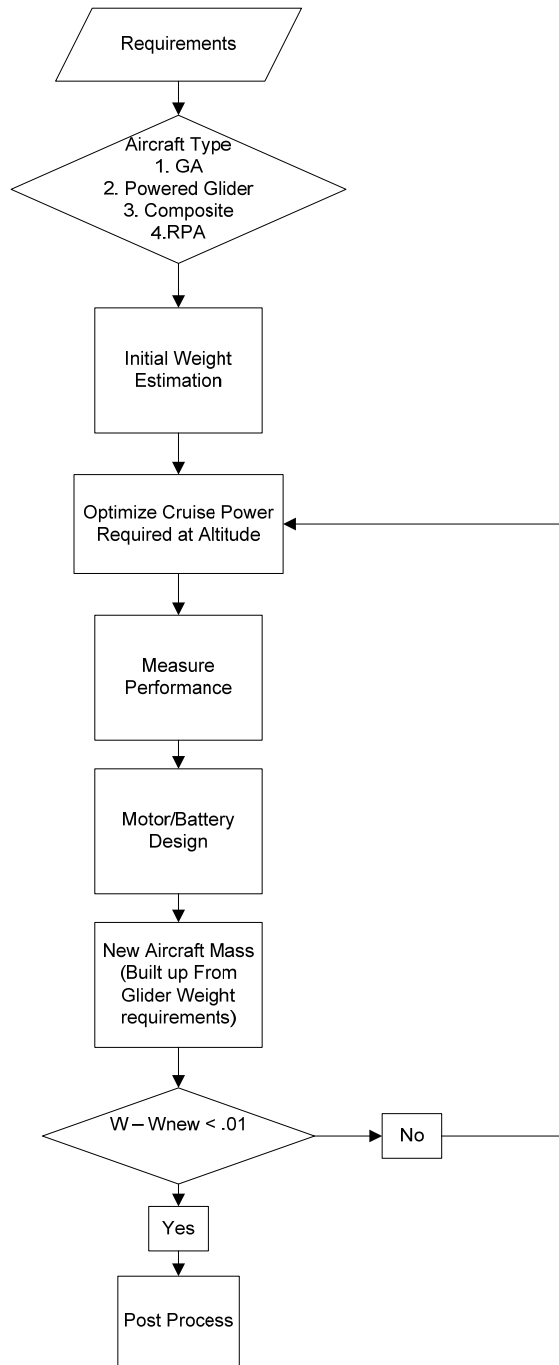 Requirements
Aircraft Type
1. GA
2. Powered Glider
3. Composite
4.RPA
Initial Weight
Estimation
Optimize Cruise Power
Required at Altitude
Measure
Performance
Motor/Battery
Design
New Aircraft Mass
(Built up From
Glider Weight
requirements)
W – Wnew < .01
No
Yes
Post Process